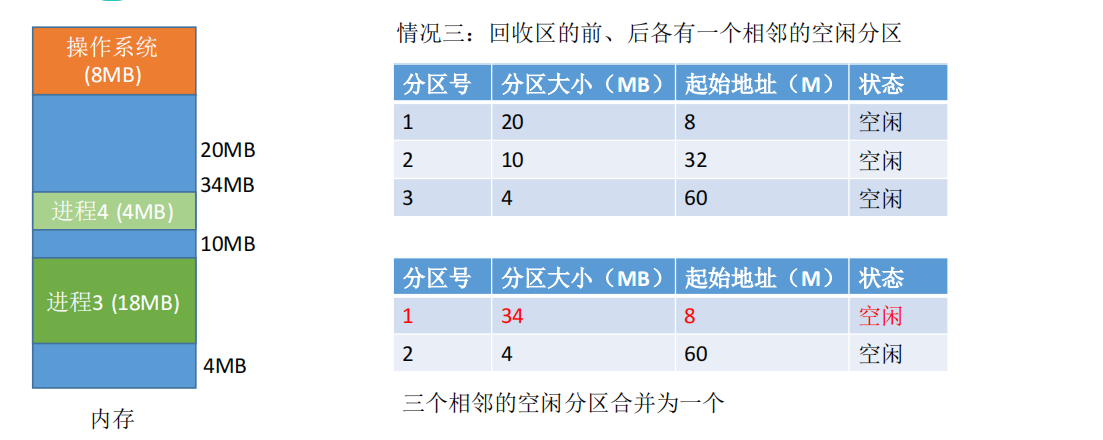 操作系统
(8MB)
20MB
34MB
进程4 (4MB)
10MB
进程3 (18MB)
4MB
内存
情况三：回收区的前、后各有一个相邻的空闲分区
分区号 分区大小（MB） 起始地址（M） 状态
1 20 8 空闲
2 10 32 空闲
3 4 60 空闲
分区号 分区大小（MB） 起始地址（M） 状态
1 34 8 空闲
2 4 60 空闲
三个相邻的空闲分区合并为一个